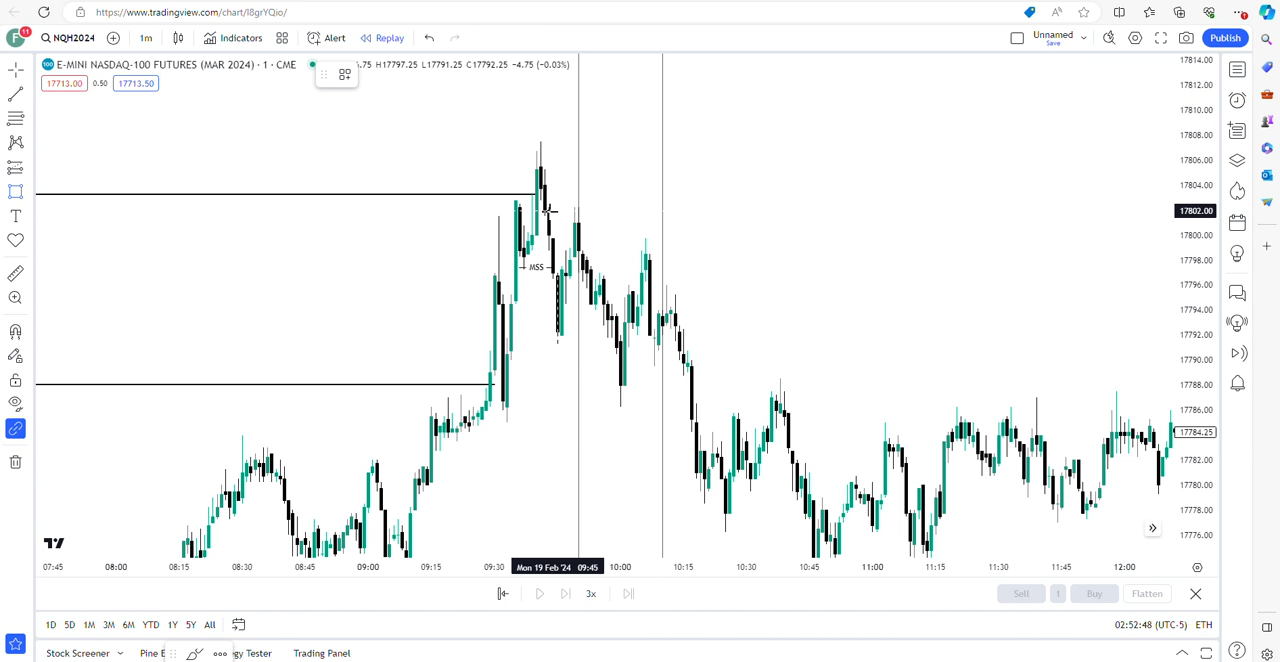 https://www.tradingview.com/chart/I8grYQio/
F 11 NQH2024 1m Indicators Alert Replay Unnamed Save Publish
100 E-MINI NASDAQ-100 FUTURES (MAR 2024) · 1 · CME .75 H17797.25 L17791.25 C17792.25 -4.75 (-0.03%)
17713.00 0.50 17713.50
17814.00
17812.00
17810.00
17808.00
17806.00
17804.00
17802.00
17800.00
17798.00
17796.00
17794.00
17792.00
17790.00
17788.00
17786.00
17784.25
17782.00
17780.00
17778.00
17776.00
MSS
07:45 08:00 08:15 08:30 08:45 09:00 09:15 09:30 Mon 19 Feb '24 09:45 10:00 10:15 10:30 10:45 11:00 11:15 11:30 11:45 12:00
3x Sell 1 Buy Flatten
1D 5D 1M 3M 6M YTD 1Y 5Y All 02:52:48 (UTC-5) ETH
Stock Screener Pine E gy Tester Trading Panel